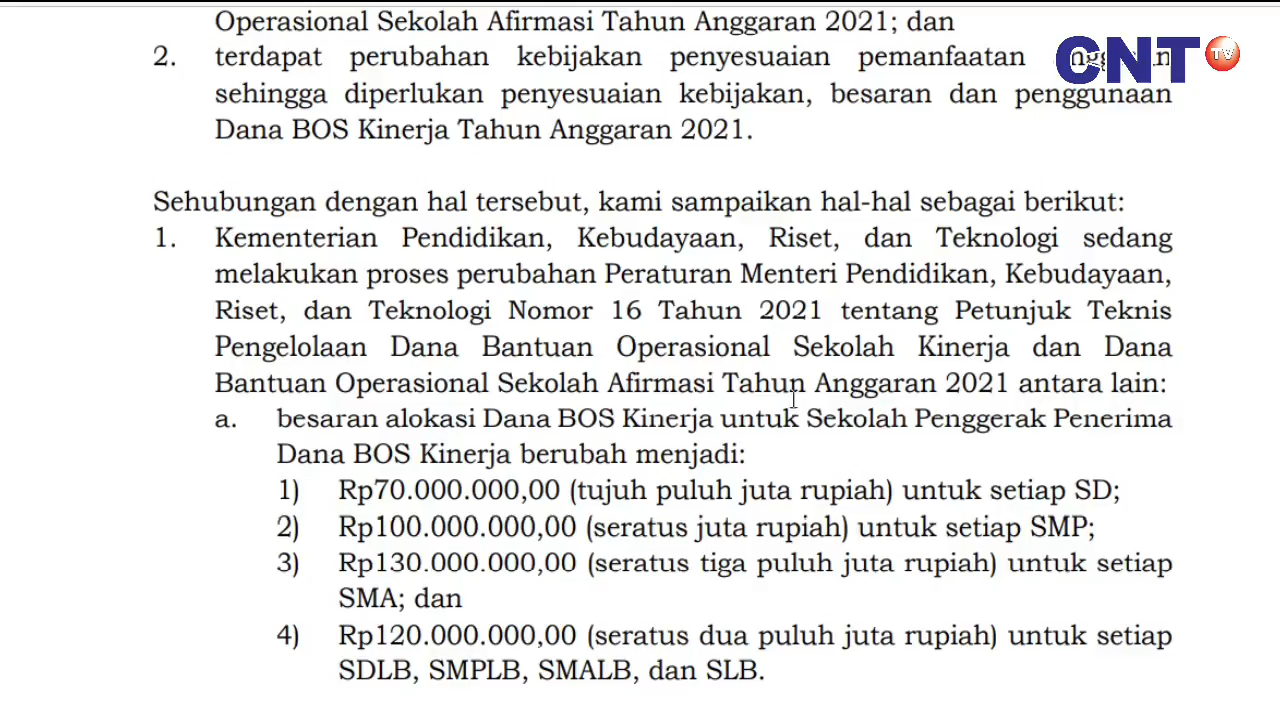 Operasional Sekolah Afirmasi Tahun Anggaran 2021; dan
2. terdapat perubahan kebijakan penyesuaian pemanfaatan
CNT TV
sehingga diperlukan penyesuaian kebijakan, besaran dan penggunaan
Dana BOS Kinerja Tahun Anggaran 2021.
Sehubungan dengan hal tersebut, kami sampaikan hal-hal sebagai berikut:
1. Kementerian Pendidikan, Kebudayaan, Riset, dan Teknologi sedang
melakukan proses perubahan Peraturan Menteri Pendidikan, Kebudayaan,
Riset, dan Teknologi Nomor 16 Tahun 2021 tentang Petunjuk Teknis
Pengelolaan Dana Bantuan Operasional Sekolah Kinerja dan Dana
Bantuan Operasional Sekolah Afirmasi Tahun Anggaran 2021 antara lain:
a. besaran alokasi Dana BOS Kinerja untuk Sekolah Penggerak Penerima
Dana BOS Kinerja berubah menjadi:
1) Rp70.000.000,00 (tujuh puluh juta rupiah) untuk setiap SD;
2) Rp100.000.000,00 (seratus juta rupiah) untuk setiap SMP;
3) Rp130.000.000,00 (seratus tiga puluh juta rupiah) untuk setiap
SMA; dan
4) Rp120.000.000,00 (seratus dua puluh juta rupiah) untuk setiap
SDLB, SMPLB, SMALB, dan SLB.